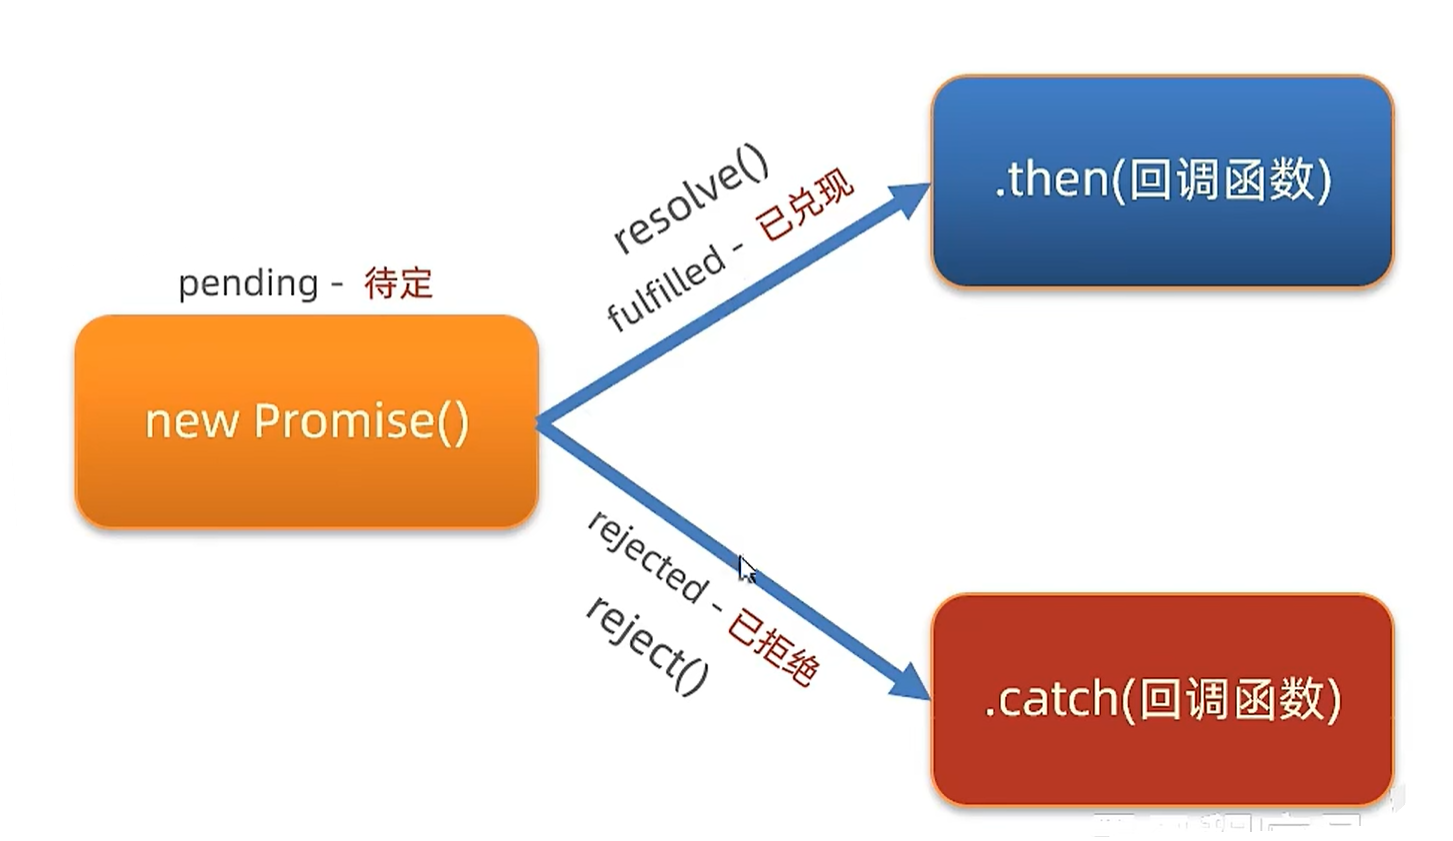 pending - 待定
new Promise()
resolve()
fulfilled - 已兑现
.then(回调函数)
rejected - 已拒绝
reject()
.catch(回调函数)